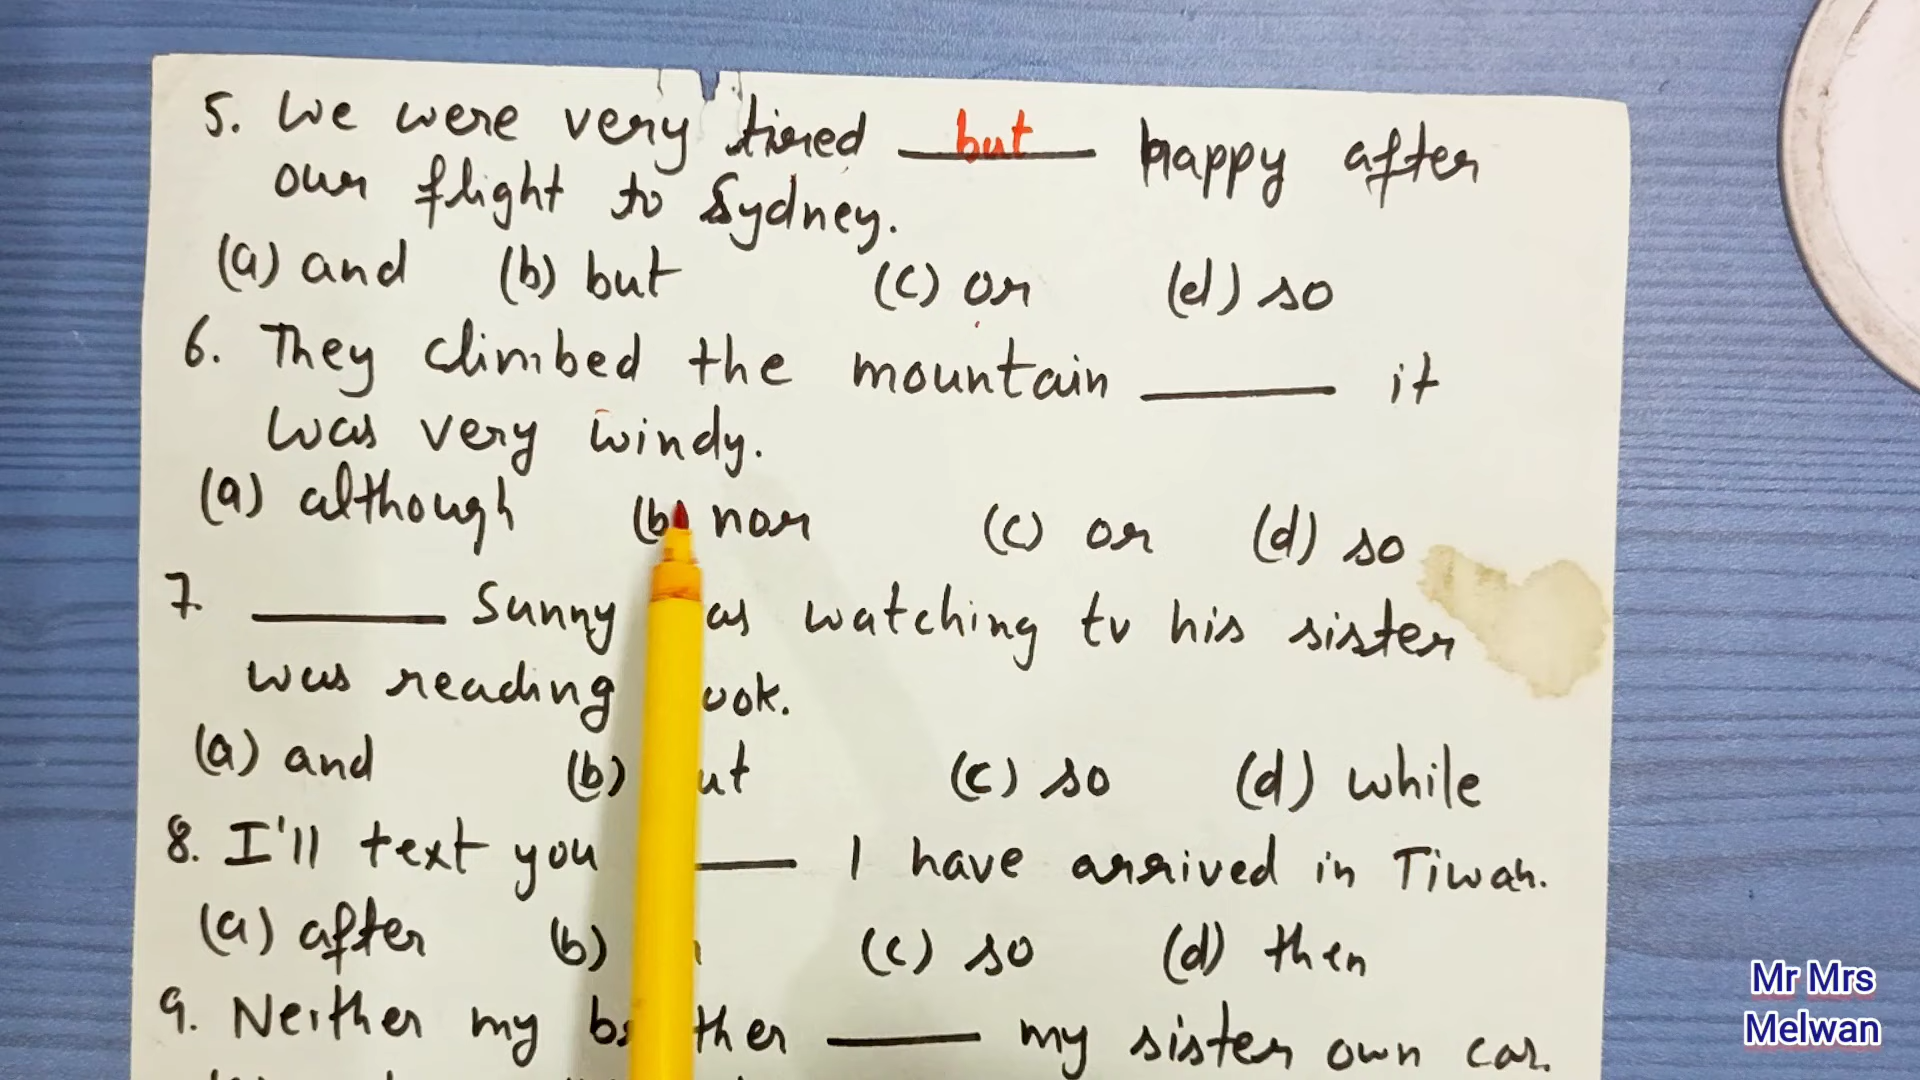 5. We were very tired but happy after
our flight to Sydney.
(a) and (b) but (c) or (d) so
6. They climbed the mountain ______ it
was very windy.
(a) although (b) nor (c) or (d) so
7. ______ Sunny as watching tv his sister
was reading ook.
(a) and (b) ut (c) so (d) while
8. I'll text you ______ I have arrived in Tiwan.
(a) after (b) (c) so (d) then
9. Neither my b ther ______ my sister own car.
Mr Mrs
Melwan